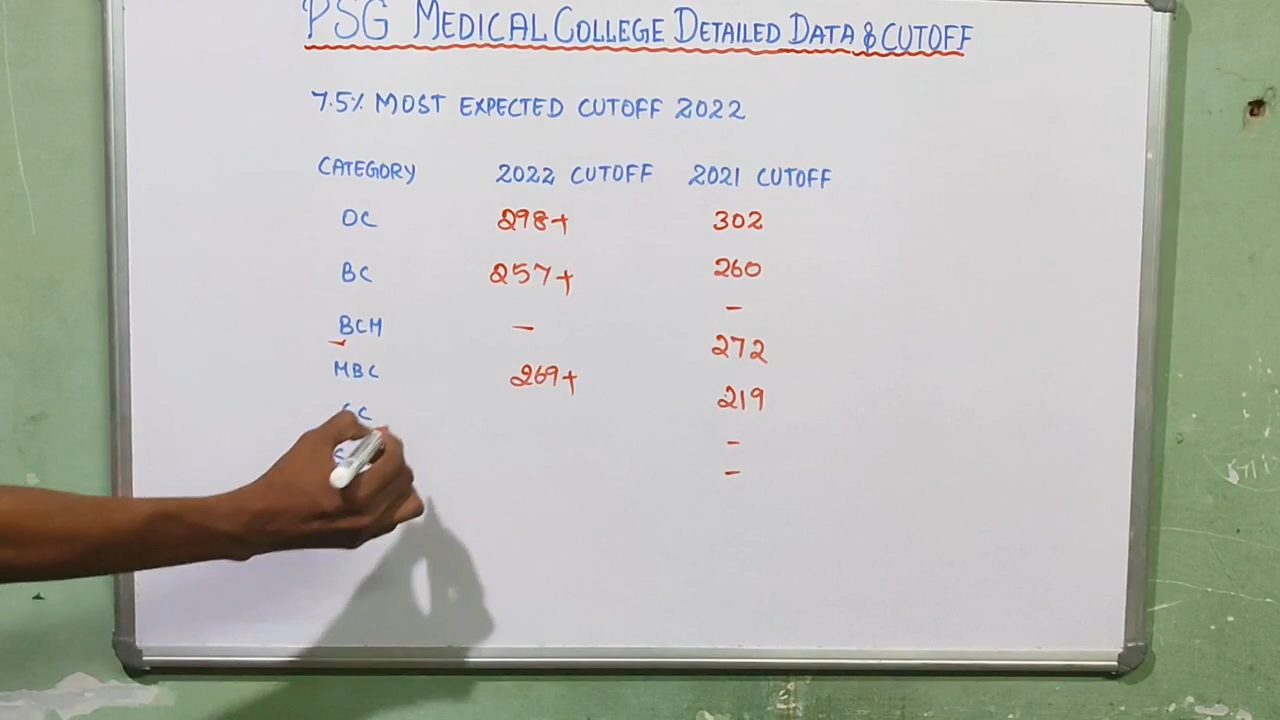 PSG MEDICAL COLLEGE DETAILED DATA & CUTOFF
7.5% MOST EXPECTED CUTOFF 2022
CATEGORY 2022 CUTOFF 2021 CUTOFF
OC 298+ 302
BC 257+ 260
BCM - -
MBC 269+ 272
219
-
-